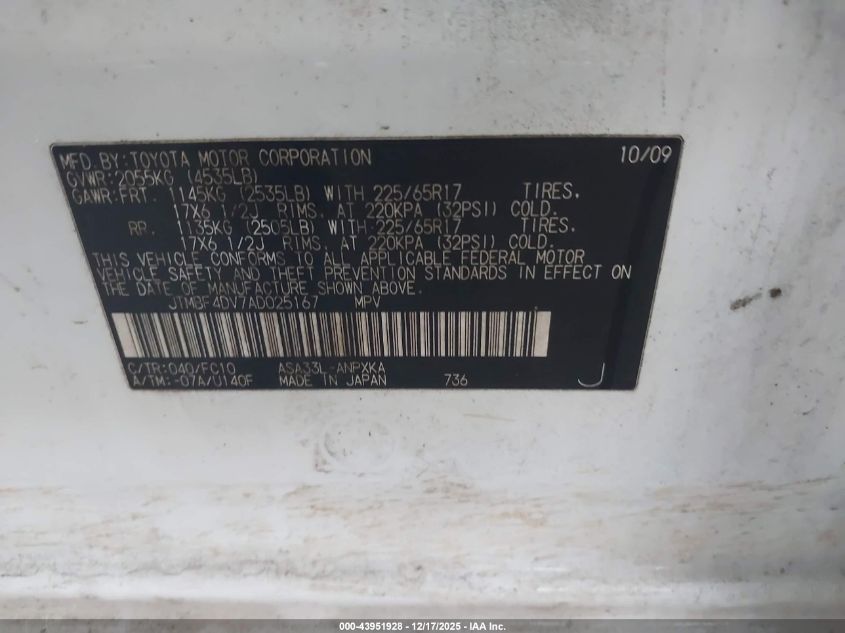 MFD. BY: TOYOTA MOTOR CORPORATION 10/09
GVWR: 2055KG (4535LB)
GAWR: FRT. 1145KG (2535LB) WITH 225/65R17 TIRES,
17X6 1/2J RIMS, AT 220KPA (32PSI) COLD.
RR. 1135KG (2505LB) WITH 225/65R17 TIRES,
17X6 1/2J RIMS, AT 220KPA (32PSI) COLD.
THIS VEHICLE CONFORMS TO ALL APPLICABLE FEDERAL MOTOR
VEHICLE SAFETY AND THEFT PREVENTION STANDARDS IN EFFECT ON
THE DATE OF MANUFACTURE SHOWN ABOVE.
JTMBF4DV7AD025167 MPV
C/TR: 040/FC10 ASA33L-ANPXKA
A/TM: -07A/U140F MADE IN JAPAN 736 J
000-43951928 - 12/17/2025 - IAA Inc.